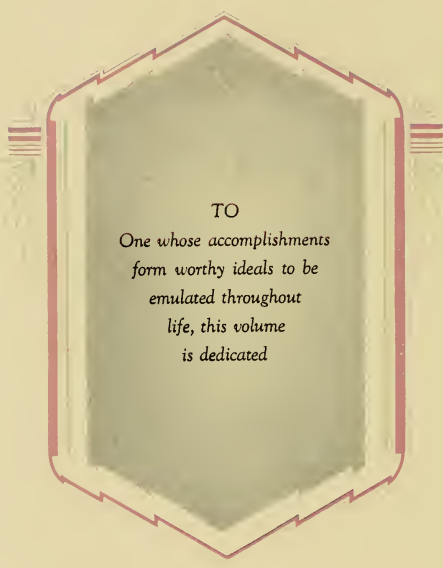 TO
One whose accomplishments
form worthy ideals to be
emulated throughout
life, this volume
is dedicated